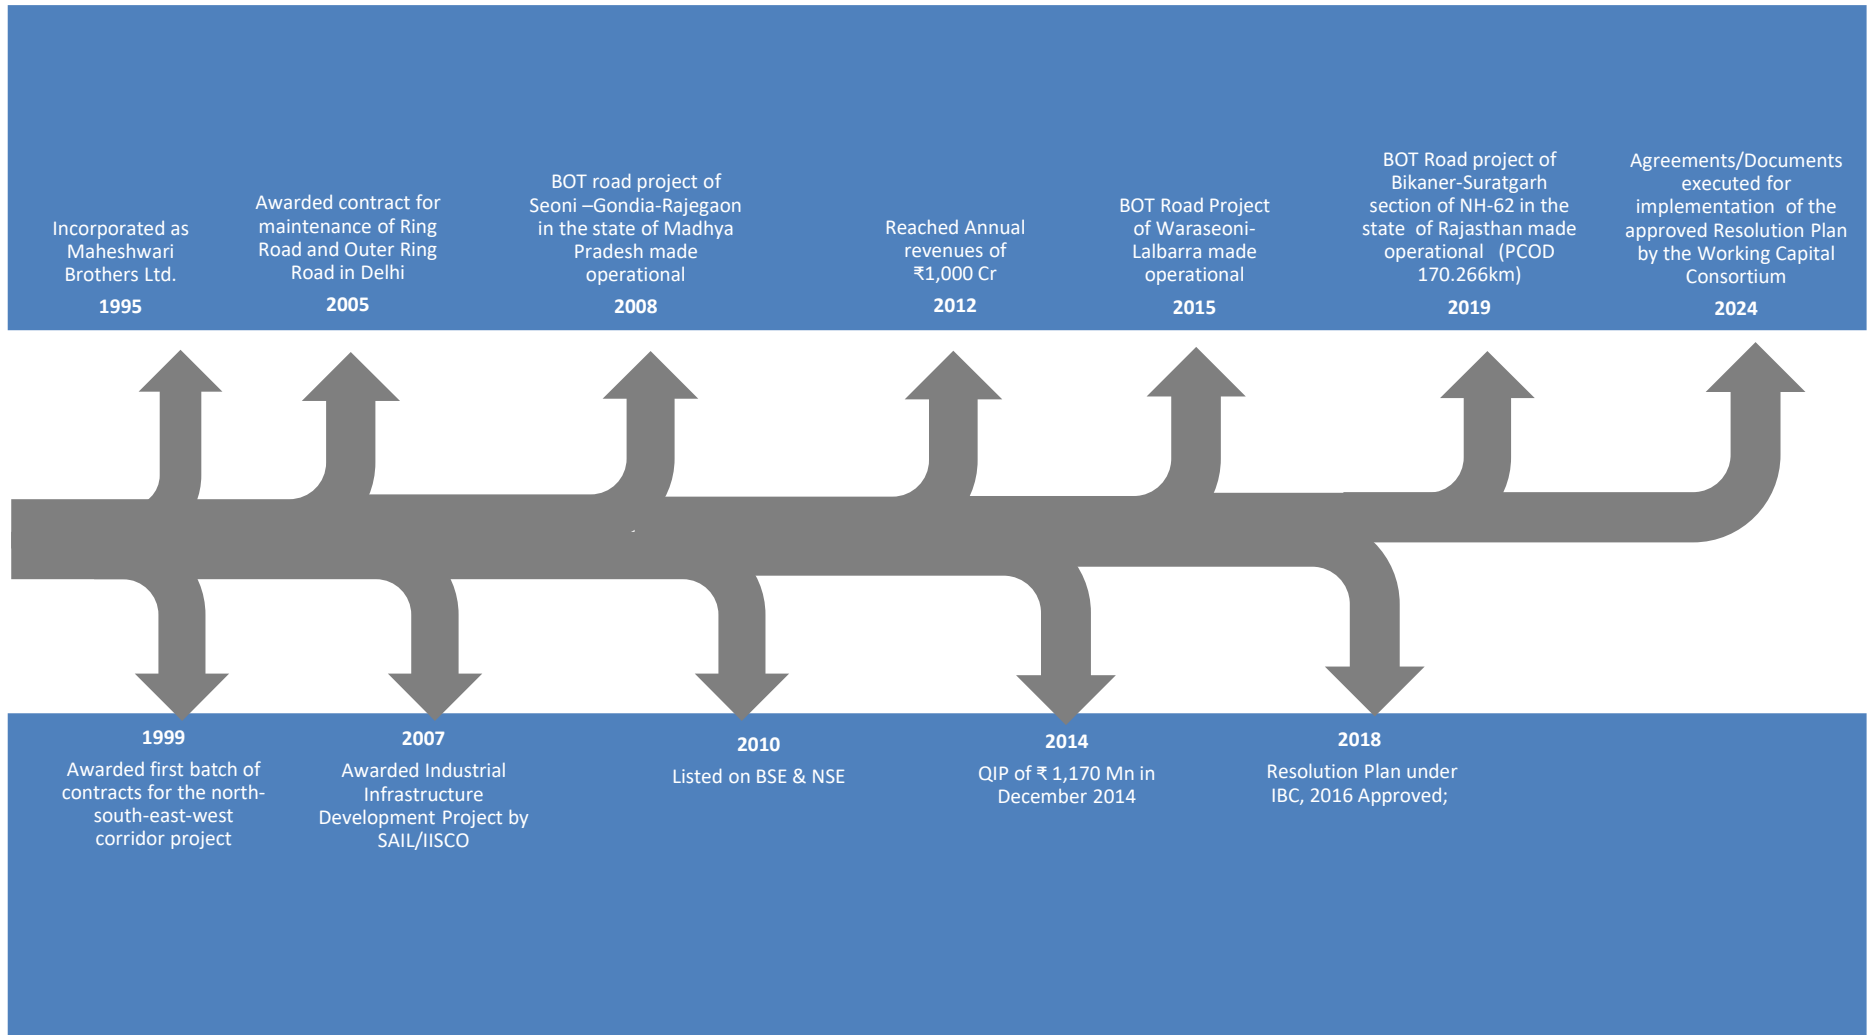 Incorporated as
Maheshwari
Brothers Ltd.
1995
Awarded contract for
maintenance of Ring
Road and Outer Ring
Road in Delhi
2005
BOT road project of
Seoni –Gondia-Rajegaon
in the state of Madhya
Pradesh made
operational
2008
Reached Annual
revenues of
₹1,000 Cr
2012
BOT Road Project
of Waraseoni-
Lalbarra made
operational
2015
BOT Road project of
Bikaner-Suratgarh
section of NH-62 in the
state of Rajasthan made
operational (PCOD
170.266km)
2019
Agreements/Documents
executed for
implementation of the
approved Resolution Plan
by the Working Capital
Consortium
2024
1999
Awarded first batch of
contracts for the north-
south-east-west
corridor project
2007
Awarded Industrial
Infrastructure
Development Project by
SAIL/IISCO
2010
Listed on BSE & NSE
2014
QIP of ₹ 1,170 Mn in
December 2014
2018
Resolution Plan under
IBC, 2016 Approved;